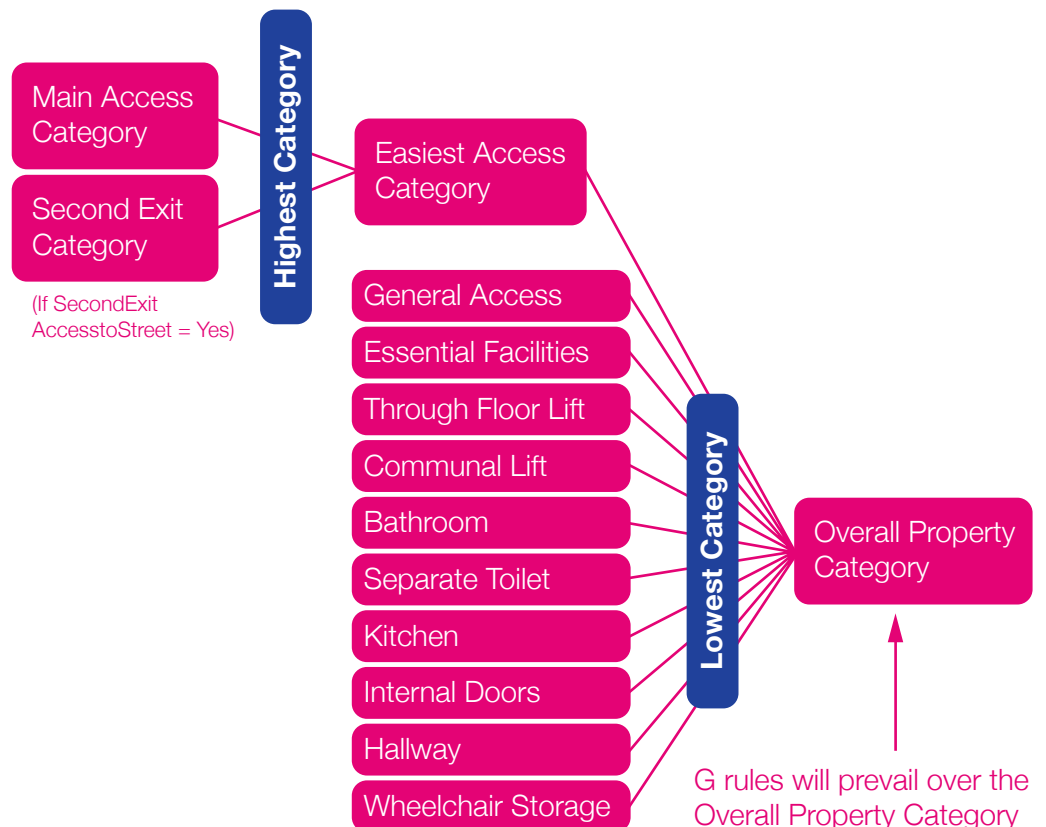 Main Access
Category
Second Exit
Category
(If SecondExit
AccesstoStreet = Yes)
Highest Category
Easiest Access
Category
General Access
Essential Facilities
Through Floor Lift
Communal Lift
Bathroom
Separate Toilet
Kitchen
Internal Doors
Hallway
Wheelchair Storage
Lowest Category
Overall Property
Category
G rules will prevail over the
Overall Property Category